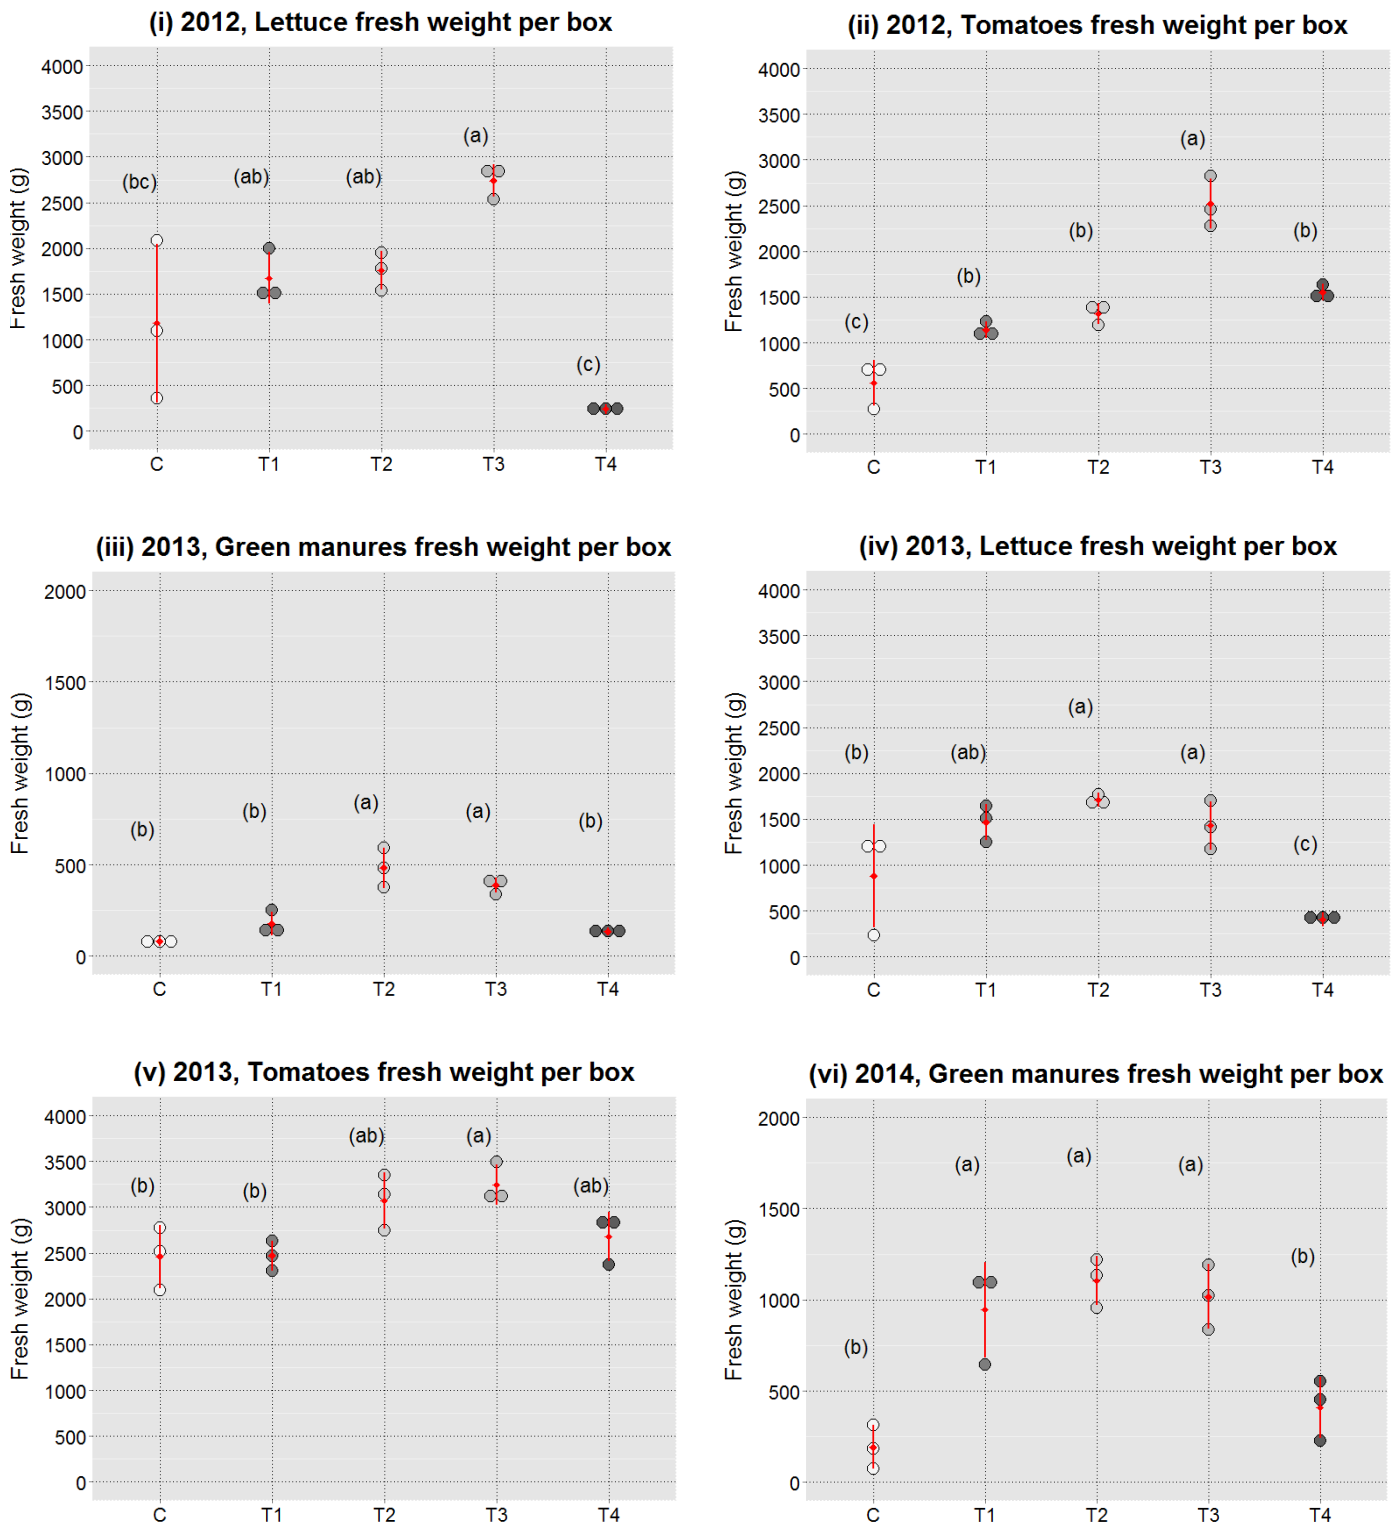 (i) 2012, Lettuce fresh weight per box
Fresh weight (g)
4000
3500
3000
2500
2000
1500
1000
500
0
(bc)
(ab)
(ab)
(a)
(c)
C T1 T2 T3 T4
(ii) 2012, Tomatoes fresh weight per box
Fresh weight (g)
4000
3500
3000
2500
2000
1500
1000
500
0
(c)
(b)
(b)
(a)
(b)
C T1 T2 T3 T4
(iii) 2013, Green manures fresh weight per box
Fresh weight (g)
2000
1500
1000
500
0
(b)
(b)
(a)
(a)
(b)
C T1 T2 T3 T4
(iv) 2013, Lettuce fresh weight per box
Fresh weight (g)
4000
3500
3000
2500
2000
1500
1000
500
0
(b)
(ab)
(a)
(a)
(c)
C T1 T2 T3 T4
(v) 2013, Tomatoes fresh weight per box
Fresh weight (g)
4000
3500
3000
2500
2000
1500
1000
500
0
(b)
(b)
(ab)
(a)
(ab)
C T1 T2 T3 T4
(vi) 2014, Green manures fresh weight per box
Fresh weight (g)
2000
1500
1000
500
0
(b)
(a)
(a)
(a)
(b)
C T1 T2 T3 T4